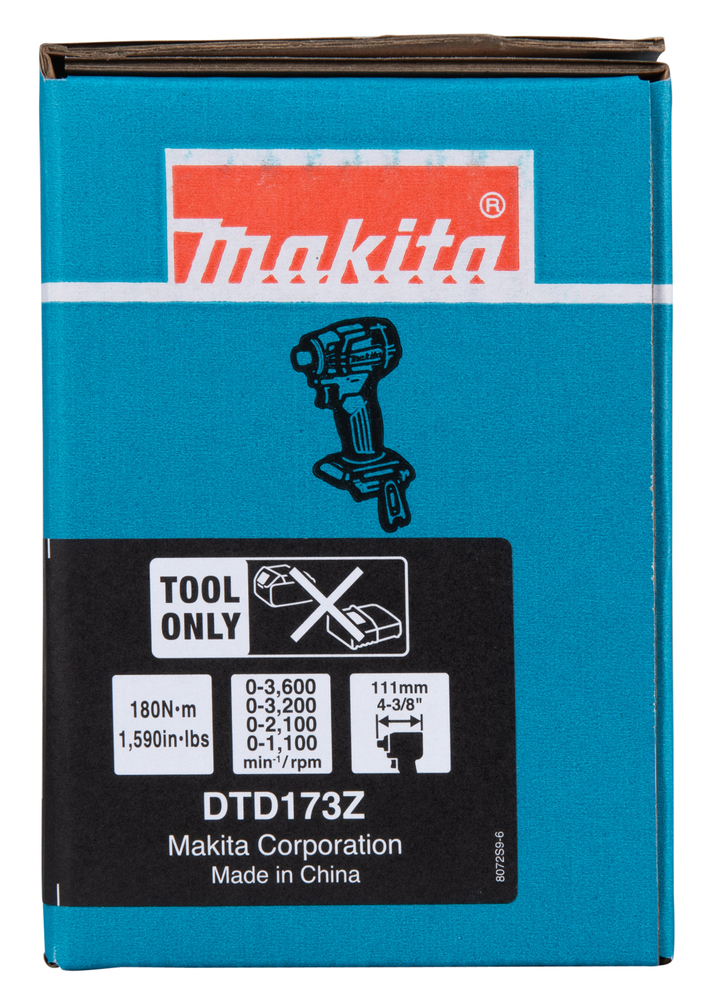 makita®
makita
TOOL
ONLY
180N·m
1,590in·lbs
0-3,600
0-3,200
0-2,100
0-1,100
min⁻¹/rpm
111mm
4-3/8"
DTD173Z
Makita Corporation
Made in China
8072S9-6